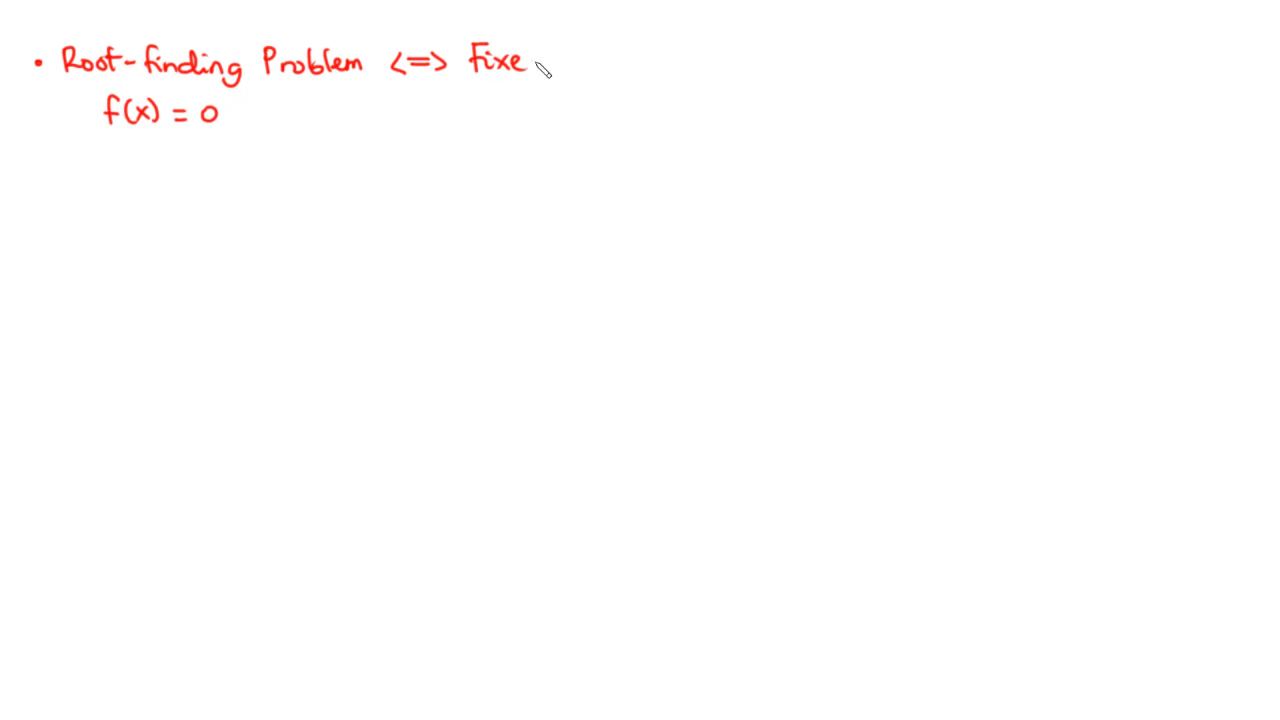 • Root-finding Problem <=> Fixe
f(x) = 0